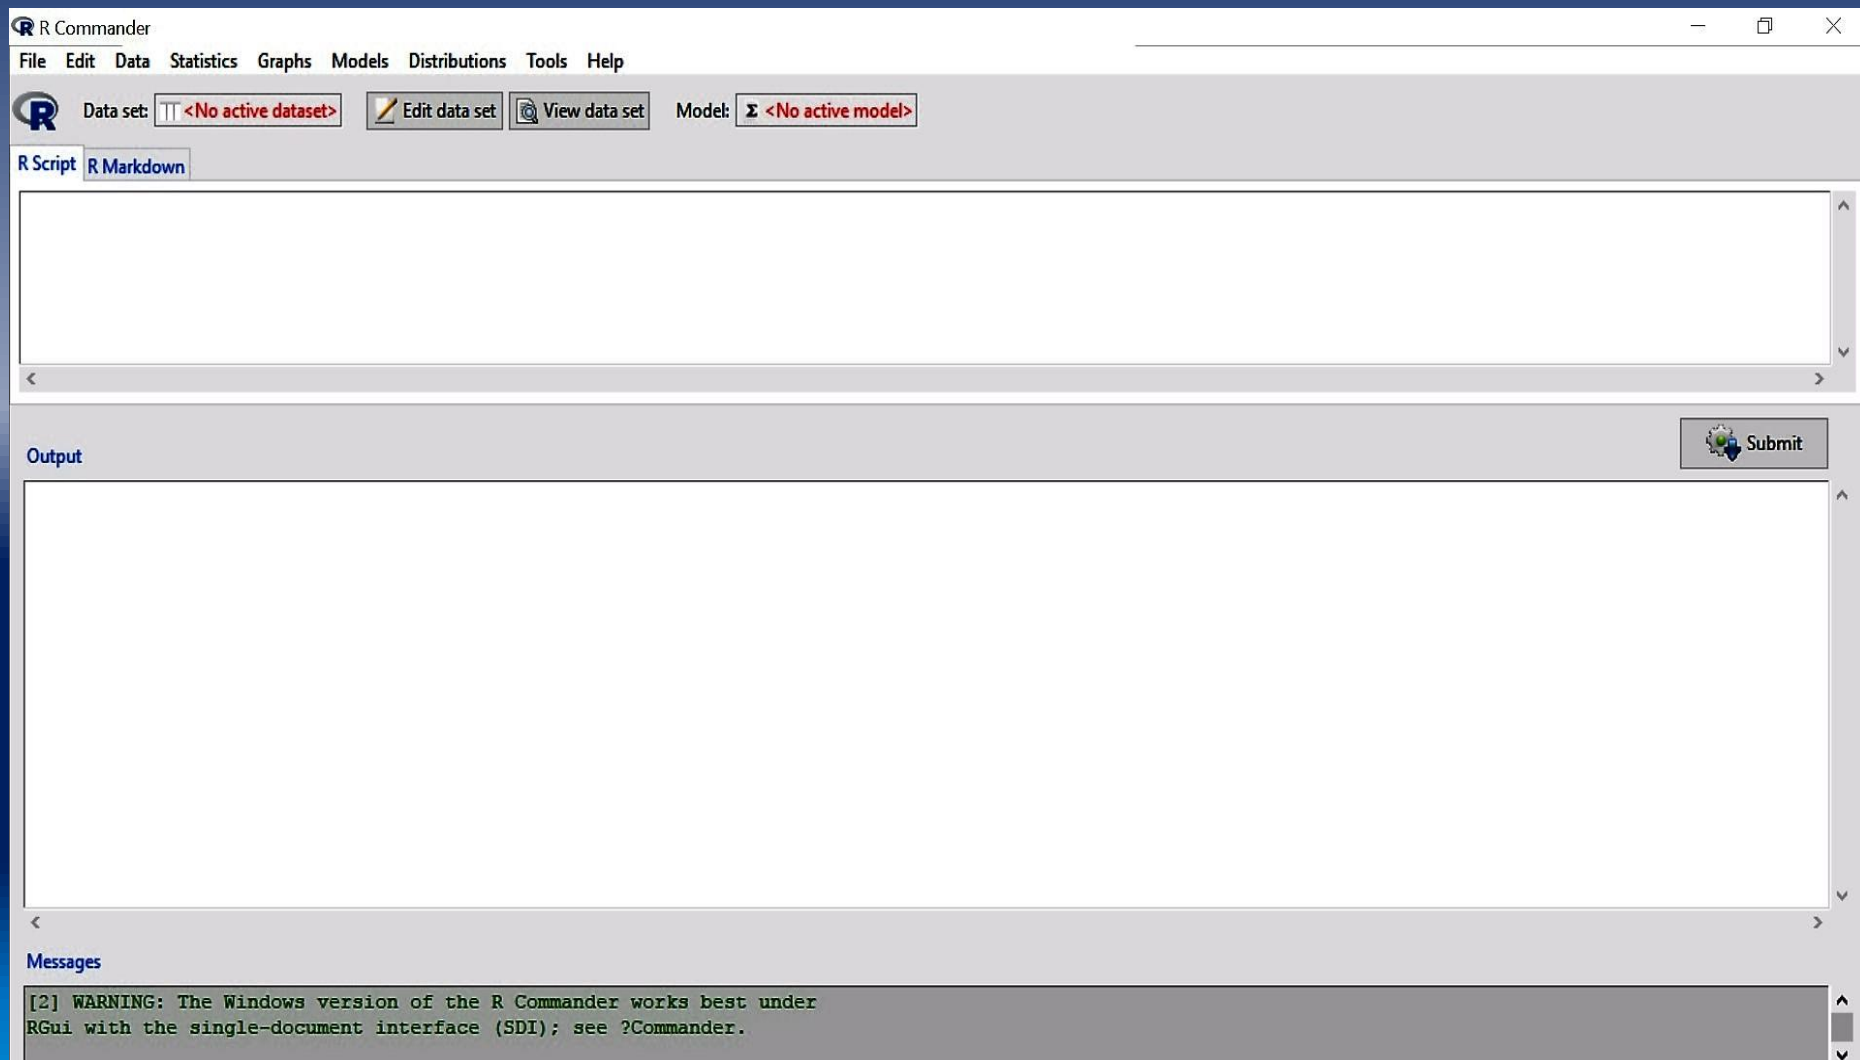 R Commander
File Edit Data Statistics Graphs Models Distributions Tools Help
R Data set: <No active dataset> Edit data set View data set Model: Σ <No active model>
R Script R Markdown
Submit
Output
Messages
[2] WARNING: The Windows version of the R Commander works best under
RGui with the single-document interface (SDI); see ?Commander.